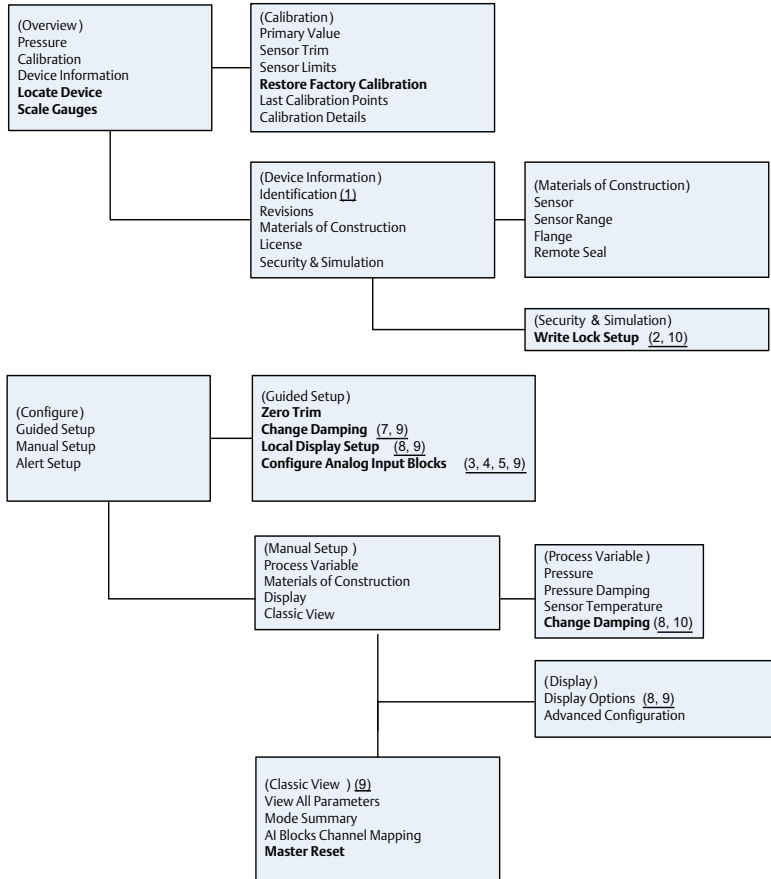 (Overview)
Pressure
Calibration
Device Information
Locate Device
Scale Gauges
(Calibration)
Primary Value
Sensor Trim
Sensor Limits
Restore Factory Calibration
Last Calibration Points
Calibration Details
(Device Information)
Identification (1)
Revisions
Materials of Construction
License
Security & Simulation
(Materials of Construction)
Sensor
Sensor Range
Flange
Remote Seal
(Security & Simulation)
Write Lock Setup (2, 10)
(Configure)
Guided Setup
Manual Setup
Alert Setup
(Guided Setup)
Zero Trim
Change Damping (7, 9)
Local Display Setup (8, 9)
Configure Analog Input Blocks (3, 4, 5, 9)
(Manual Setup )
Process Variable
Materials of Construction
Display
Classic View
(Process Variable )
Pressure
Pressure Damping
Sensor Temperature
Change Damping (8, 10)
(Display)
Display Options (8, 9)
Advanced Configuration
(Classic View ) (9)
View All Parameters
Mode Summary
AI Blocks Channel Mapping
Master Reset